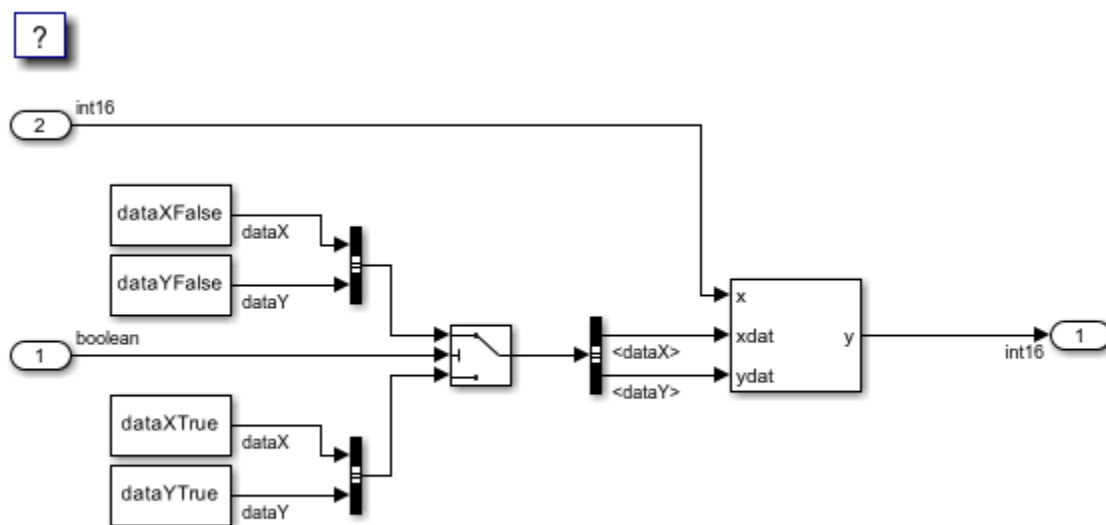 ?
int16
2
dataXFalse
dataX
dataYFalse
dataY
boolean
1
dataXTrue
dataX
dataYTrue
dataY
<dataX>
<dataY>
x
xdat
ydat
y
int16
1